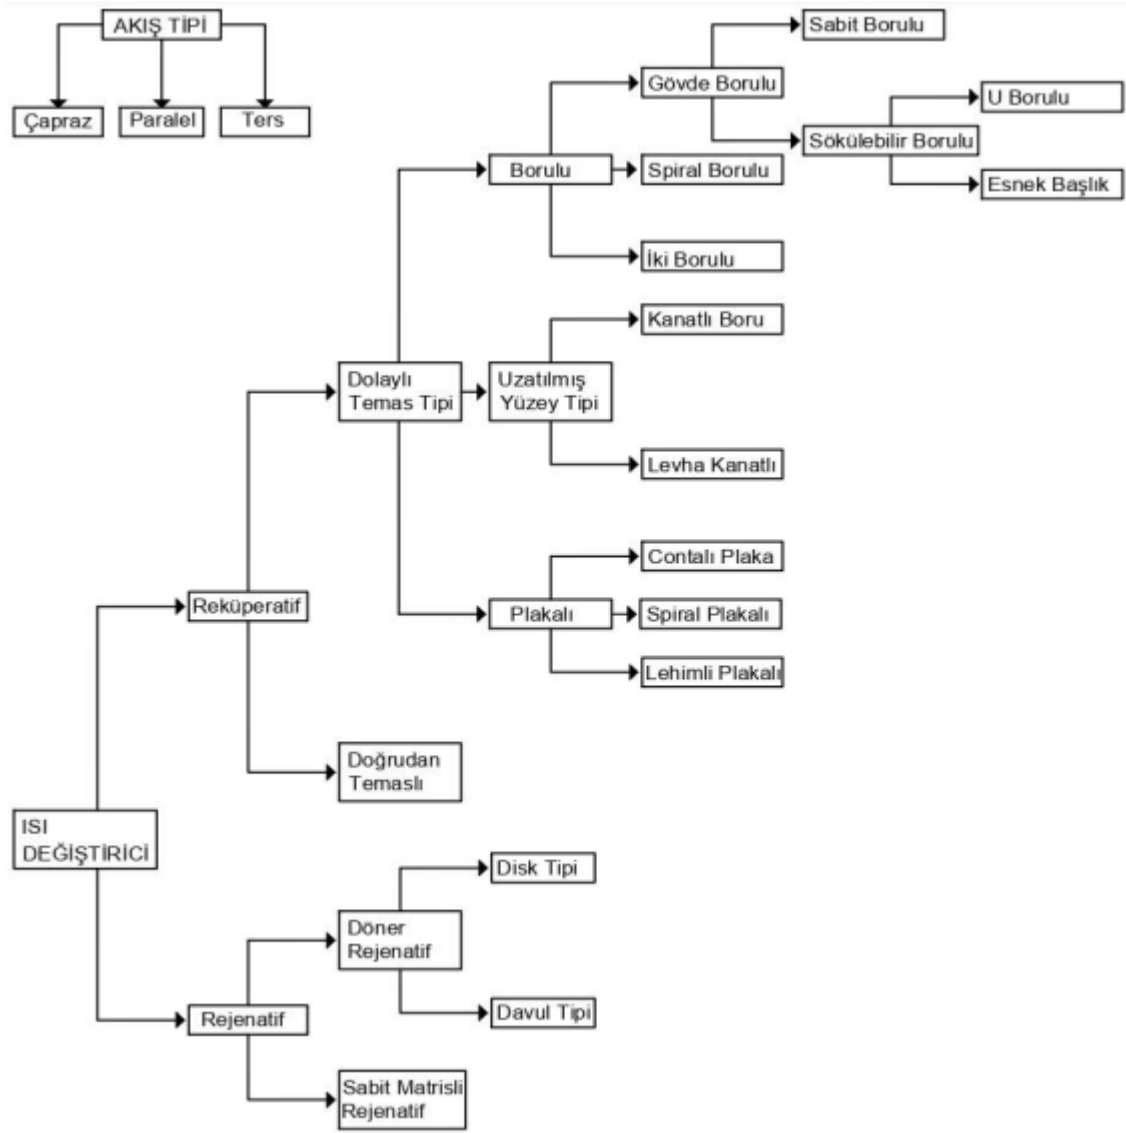 AKIŞ TİPİ
Çapraz
Paralel
Ters
Sabit Borulu
Gövde Borulu
U Borulu
Sökülebilir Borulu
Borulu
Spiral Borulu
Esnek Başlık
İki Borulu
Kanatlı Boru
Dolaylı
Temas Tipi
Uzatılmış
Yüzey Tipi
Levha Kanatlı
Contalı Plaka
Reküperatif
Plakalı
Spiral Plakalı
Lehimli Plakalı
Doğrudan
Temaslı
ISI
DEĞİŞTİRİCİ
Disk Tipi
Döner
Rejenatif
Davul Tipi
Rejenatif
Sabit Matrisli
Rejenatif